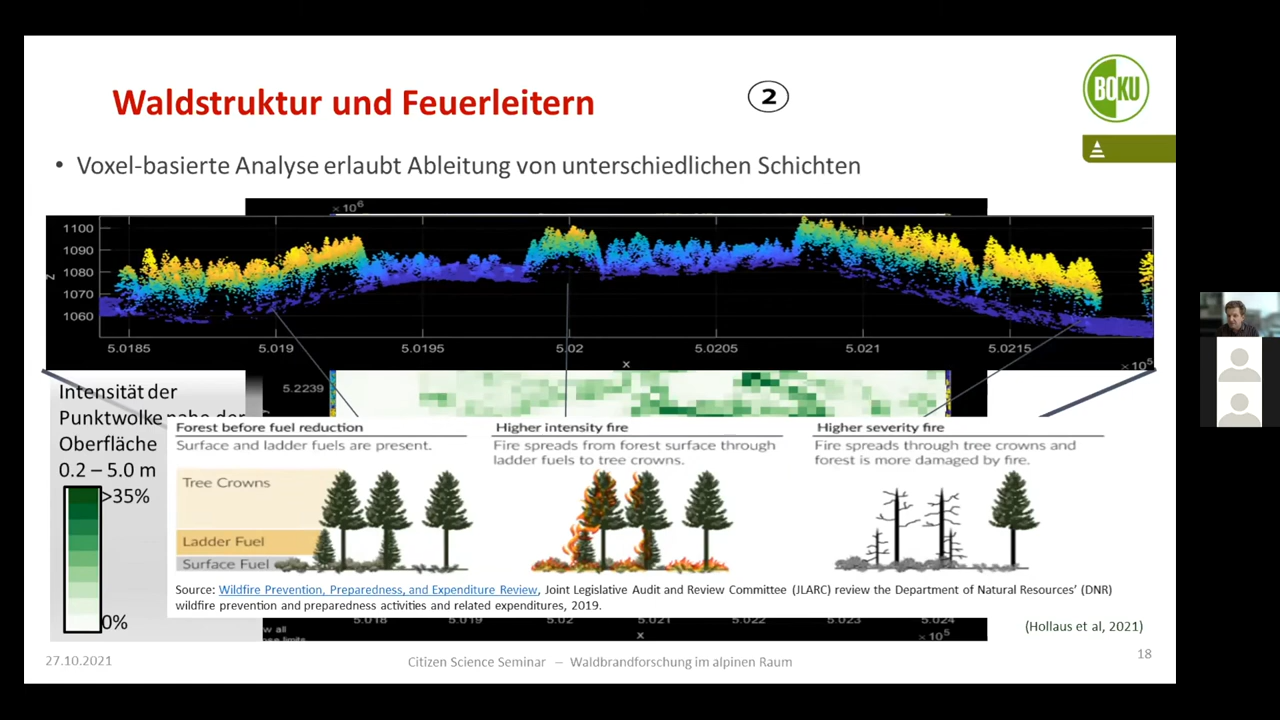 Waldstruktur und Feuerleitern
2
BOKU
• Voxel-basierte Analyse erlaubt Ableitung von unterschiedlichen Schichten
× 10⁶
1100
1090
1080
1070
1060
z
5.0185 5.019 5.0195 5.02 5.0205 5.021 5.0215
x
× 10⁵
5.2239
Intensität der
Punktwolke nahe der
Oberfläche
0.2 – 5.0 m
>35%
0%
Forest before fuel reduction
Surface and ladder fuels are present.
Tree Crowns
Ladder Fuel
Surface Fuel
Higher intensity fire
Fire spreads from forest surface through
ladder fuels to tree crowns.
Higher severity fire
Fire spreads through tree crowns and
forest is more damaged by fire.
Source: Wildfire Prevention, Preparedness, and Expenditure Review, Joint Legislative Audit and Review Committee (JLARC) review the Department of Natural Resources' (DNR)
wildfire prevention and preparedness activities and related expenditures, 2019.
5.018 5.019 5.02 5.021 5.022 5.023 5.024
x
× 10⁵
(Hollaus et al, 2021)
27.10.2021
Citizen Science Seminar – Waldbrandforschung im alpinen Raum
18